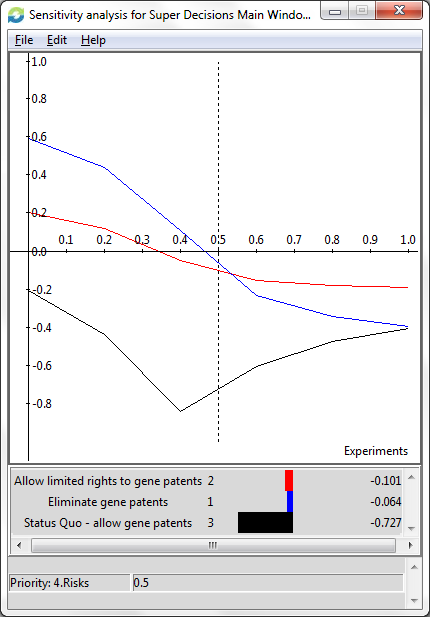 Sensitivity analysis for Super Decisions Main Windo...
File Edit Help
1.0
0.8
0.6
0.4
0.2
0.0 0.1 0.2 0.3 0.4 0.5 0.6 0.7 0.8 0.9 1.0
-0.2
-0.4
-0.6
-0.8
Experiments
Allow limited rights to gene patents 2 -0.101
Eliminate gene patents 1 -0.064
Status Quo - allow gene patents 3 -0.727
Priority: 4.Risks 0.5